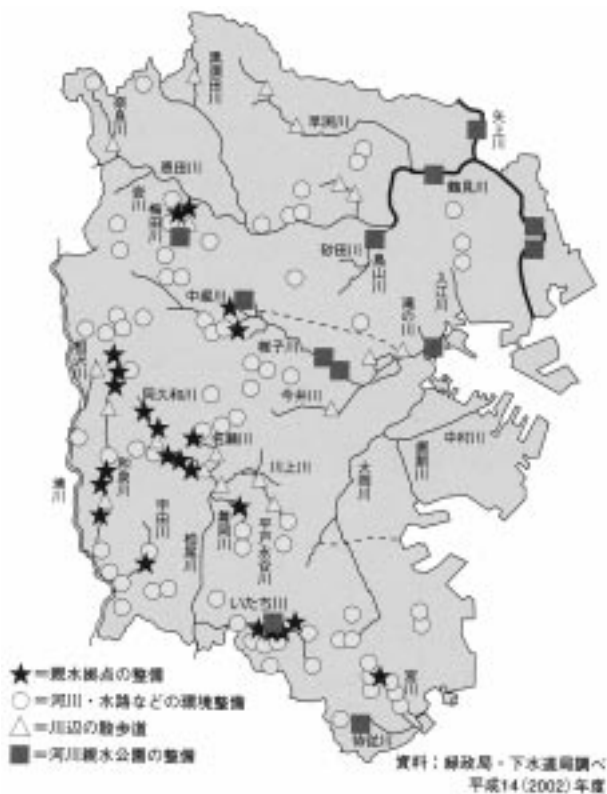 早渕川
矢上川
恩田川
鶴見川
梅田川
砂田川
鳥山川
入江川
中堀川
滝の川
帷子川
今井川
阿久和川
名瀬川
中村川
川上川
大岡川
和泉川
境川
宇田川
舞岡川
平戸永谷川
いたち川
宮川
侍従川
★=親水拠点の整備
○=河川・水路などの環境整備
△=川辺の散歩道
■=河川親水公園の整備
資料:緑政局・下水道局調べ
平成14(2002)年度